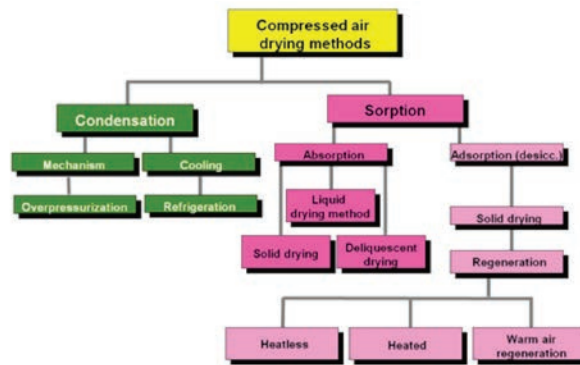 Compressed air
drying methods
Condensation
Sorption
Mechanism
Cooling
Absorption
Adsorption (desicc.)
Overpressurization
Refrigeration
Liquid
drying method
Solid drying
Solid drying
Deliquescent
drying
Regeneration
Heatless
Heated
Warm air
regeneration